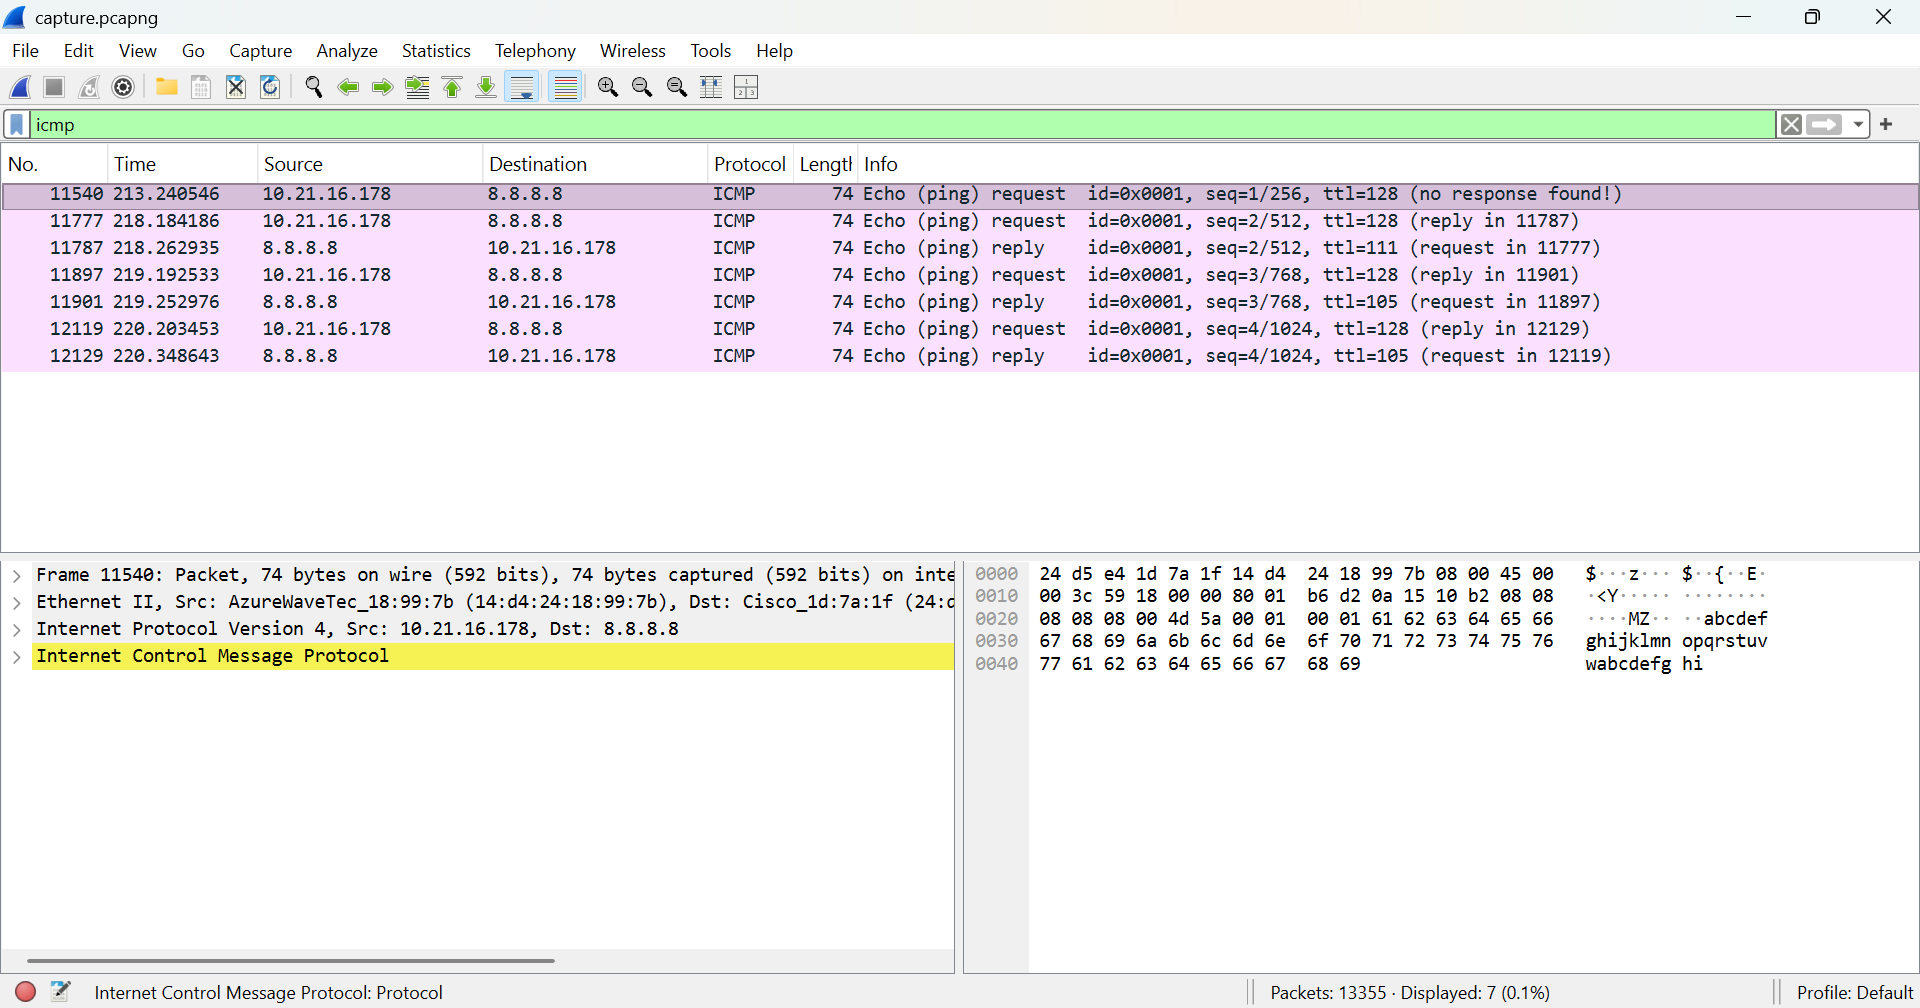 capture.pcapng
File Edit View Go Capture Analyze Statistics Telephony Wireless Tools Help
icmp
No. Time Source Destination Protocol Lengtl Info
11540 213.240546 10.21.16.178 8.8.8.8 ICMP 74 Echo (ping) request id=0x0001, seq=1/256, ttl=128 (no response found!)
11777 218.184186 10.21.16.178 8.8.8.8 ICMP 74 Echo (ping) request id=0x0001, seq=2/512, ttl=128 (reply in 11787)
11787 218.262935 8.8.8.8 10.21.16.178 ICMP 74 Echo (ping) reply id=0x0001, seq=2/512, ttl=111 (request in 11777)
11897 219.192533 10.21.16.178 8.8.8.8 ICMP 74 Echo (ping) request id=0x0001, seq=3/768, ttl=128 (reply in 11901)
11901 219.252976 8.8.8.8 10.21.16.178 ICMP 74 Echo (ping) reply id=0x0001, seq=3/768, ttl=105 (request in 11897)
12119 220.203453 10.21.16.178 8.8.8.8 ICMP 74 Echo (ping) request id=0x0001, seq=4/1024, ttl=128 (reply in 12129)
12129 220.348643 8.8.8.8 10.21.16.178 ICMP 74 Echo (ping) reply id=0x0001, seq=4/1024, ttl=105 (request in 12119)
Frame 11540: Packet, 74 bytes on wire (592 bits), 74 bytes captured (592 bits) on inte
Ethernet II, Src: AzureWaveTec_18:99:7b (14:d4:24:18:99:7b), Dst: Cisco_1d:7a:1f (24:d
Internet Protocol Version 4, Src: 10.21.16.178, Dst: 8.8.8.8
Internet Control Message Protocol
0000 24 d5 e4 1d 7a 1f 14 d4 24 18 99 7b 08 00 45 00 $···z··· $··{··E·
0010 00 3c 59 18 00 00 80 01 b6 d2 0a 15 10 b2 08 08 ·<Y····· ········
0020 08 08 08 00 4d 5a 00 01 00 01 61 62 63 64 65 66 ····MZ·· ··abcdef
0030 67 68 69 6a 6b 6c 6d 6e 6f 70 71 72 73 74 75 76 ghijklmn opqrstuv
0040 77 61 62 63 64 65 66 67 68 69 wabcdefg hi
Internet Control Message Protocol: Protocol
Packets: 13355 · Displayed: 7 (0.1%)
Profile: Default